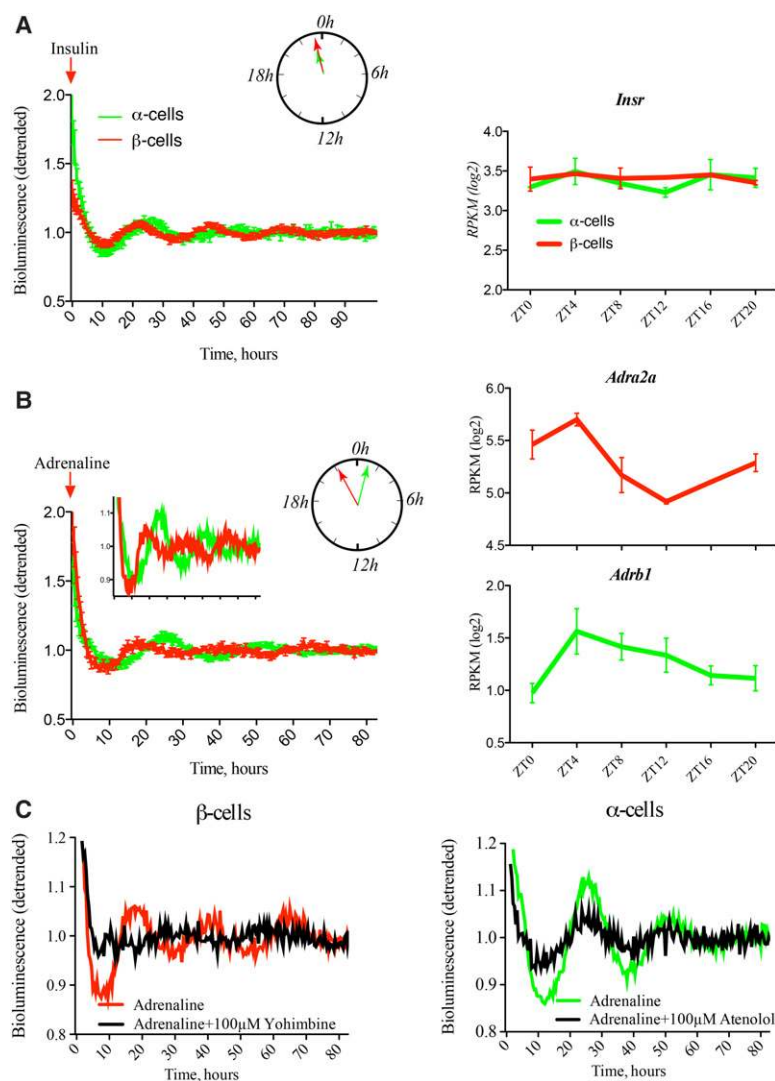 A
Insulin
0h
6h
12h
18h
α-cells
β-cells
Bioluminescence (detrended)
2.0
1.5
1.0
0.5
0 10 20 30 40 50 60 70 80 90
Time, hours
Insr
RPKM (log2)
4.0
3.5
3.0
2.5
2.0
α-cells
β-cells
ZT0 ZT4 ZT8 ZT12 ZT16 ZT20
B
Adrenaline
0h
6h
12h
18h
Bioluminescence (detrended)
2.0
1.5
1.0
0.5
1.1
1.0
0.9
0 10 20 30 40 50 60 70 80
Time, hours
Adra2a
RPKM (log2)
6.0
5.5
5.0
4.5
Adrb1
RPKM (log2)
2.0
1.5
1.0
0.5
ZT0 ZT4 ZT8 ZT12 ZT16 ZT20
C
β-cells
Bioluminescence (detrended)
1.2
1.1
1.0
0.9
0.8
Adrenaline
Adrenaline+100µM Yohimbine
0 10 20 30 40 50 60 70 80
Time, hours
α-cells
Bioluminescence (detrended)
1.2
1.1
1.0
0.9
0.8
Adrenaline
Adrenaline+100µM Atenolol
0 10 20 30 40 50 60 70 80
Time, hours